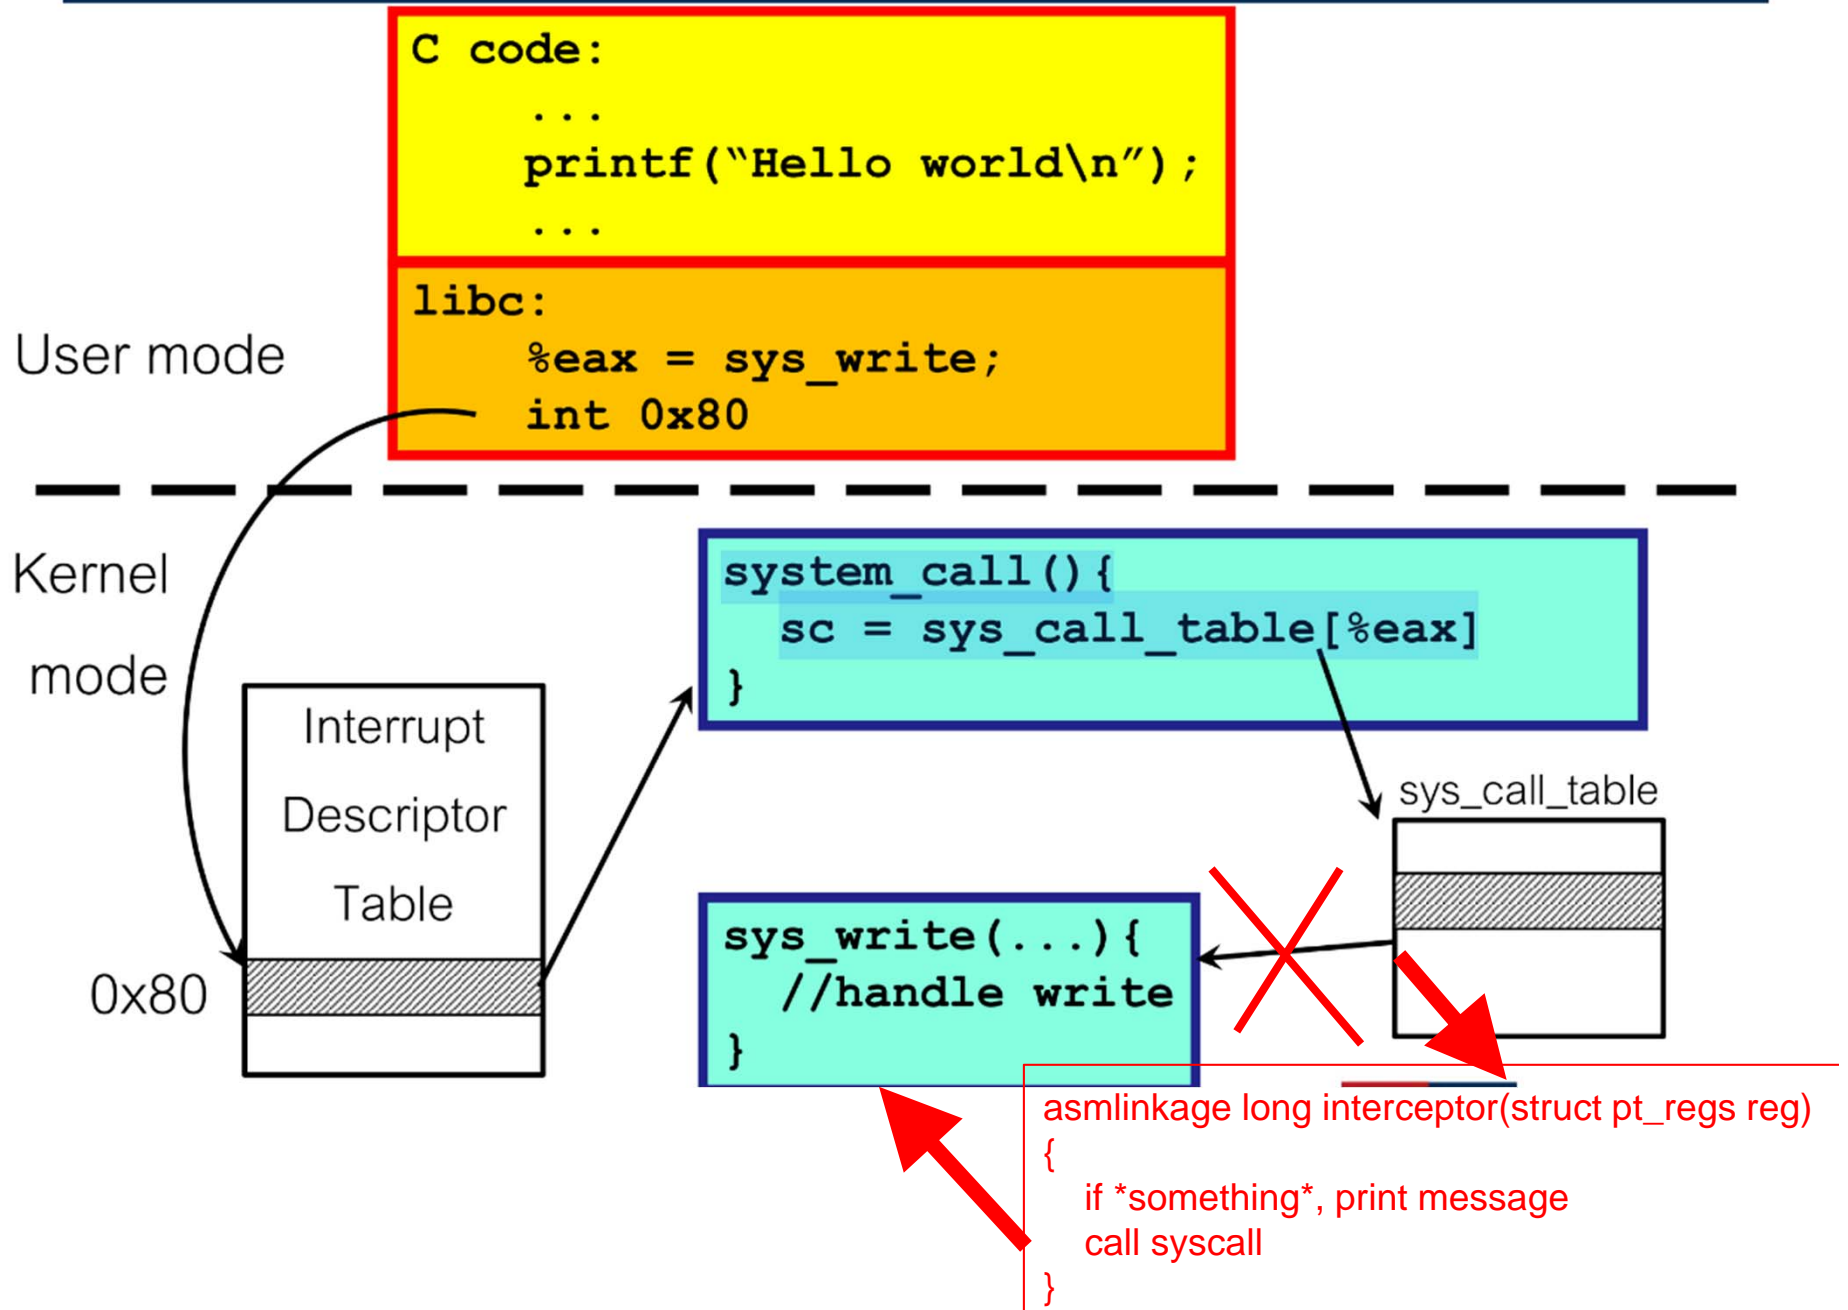 C code:
...
printf(“Hello world\n”);
...
libc:
%eax = sys_write;
int 0x80
User mode
Kernel
mode
system_call(){
sc = sys_call_table[%eax]
}
Interrupt
Descriptor
Table
0x80
sys_call_table
sys_write(...){
//handle write
}
asmlinkage long interceptor(struct pt_regs reg)
{
if *something*, print message
call syscall
}